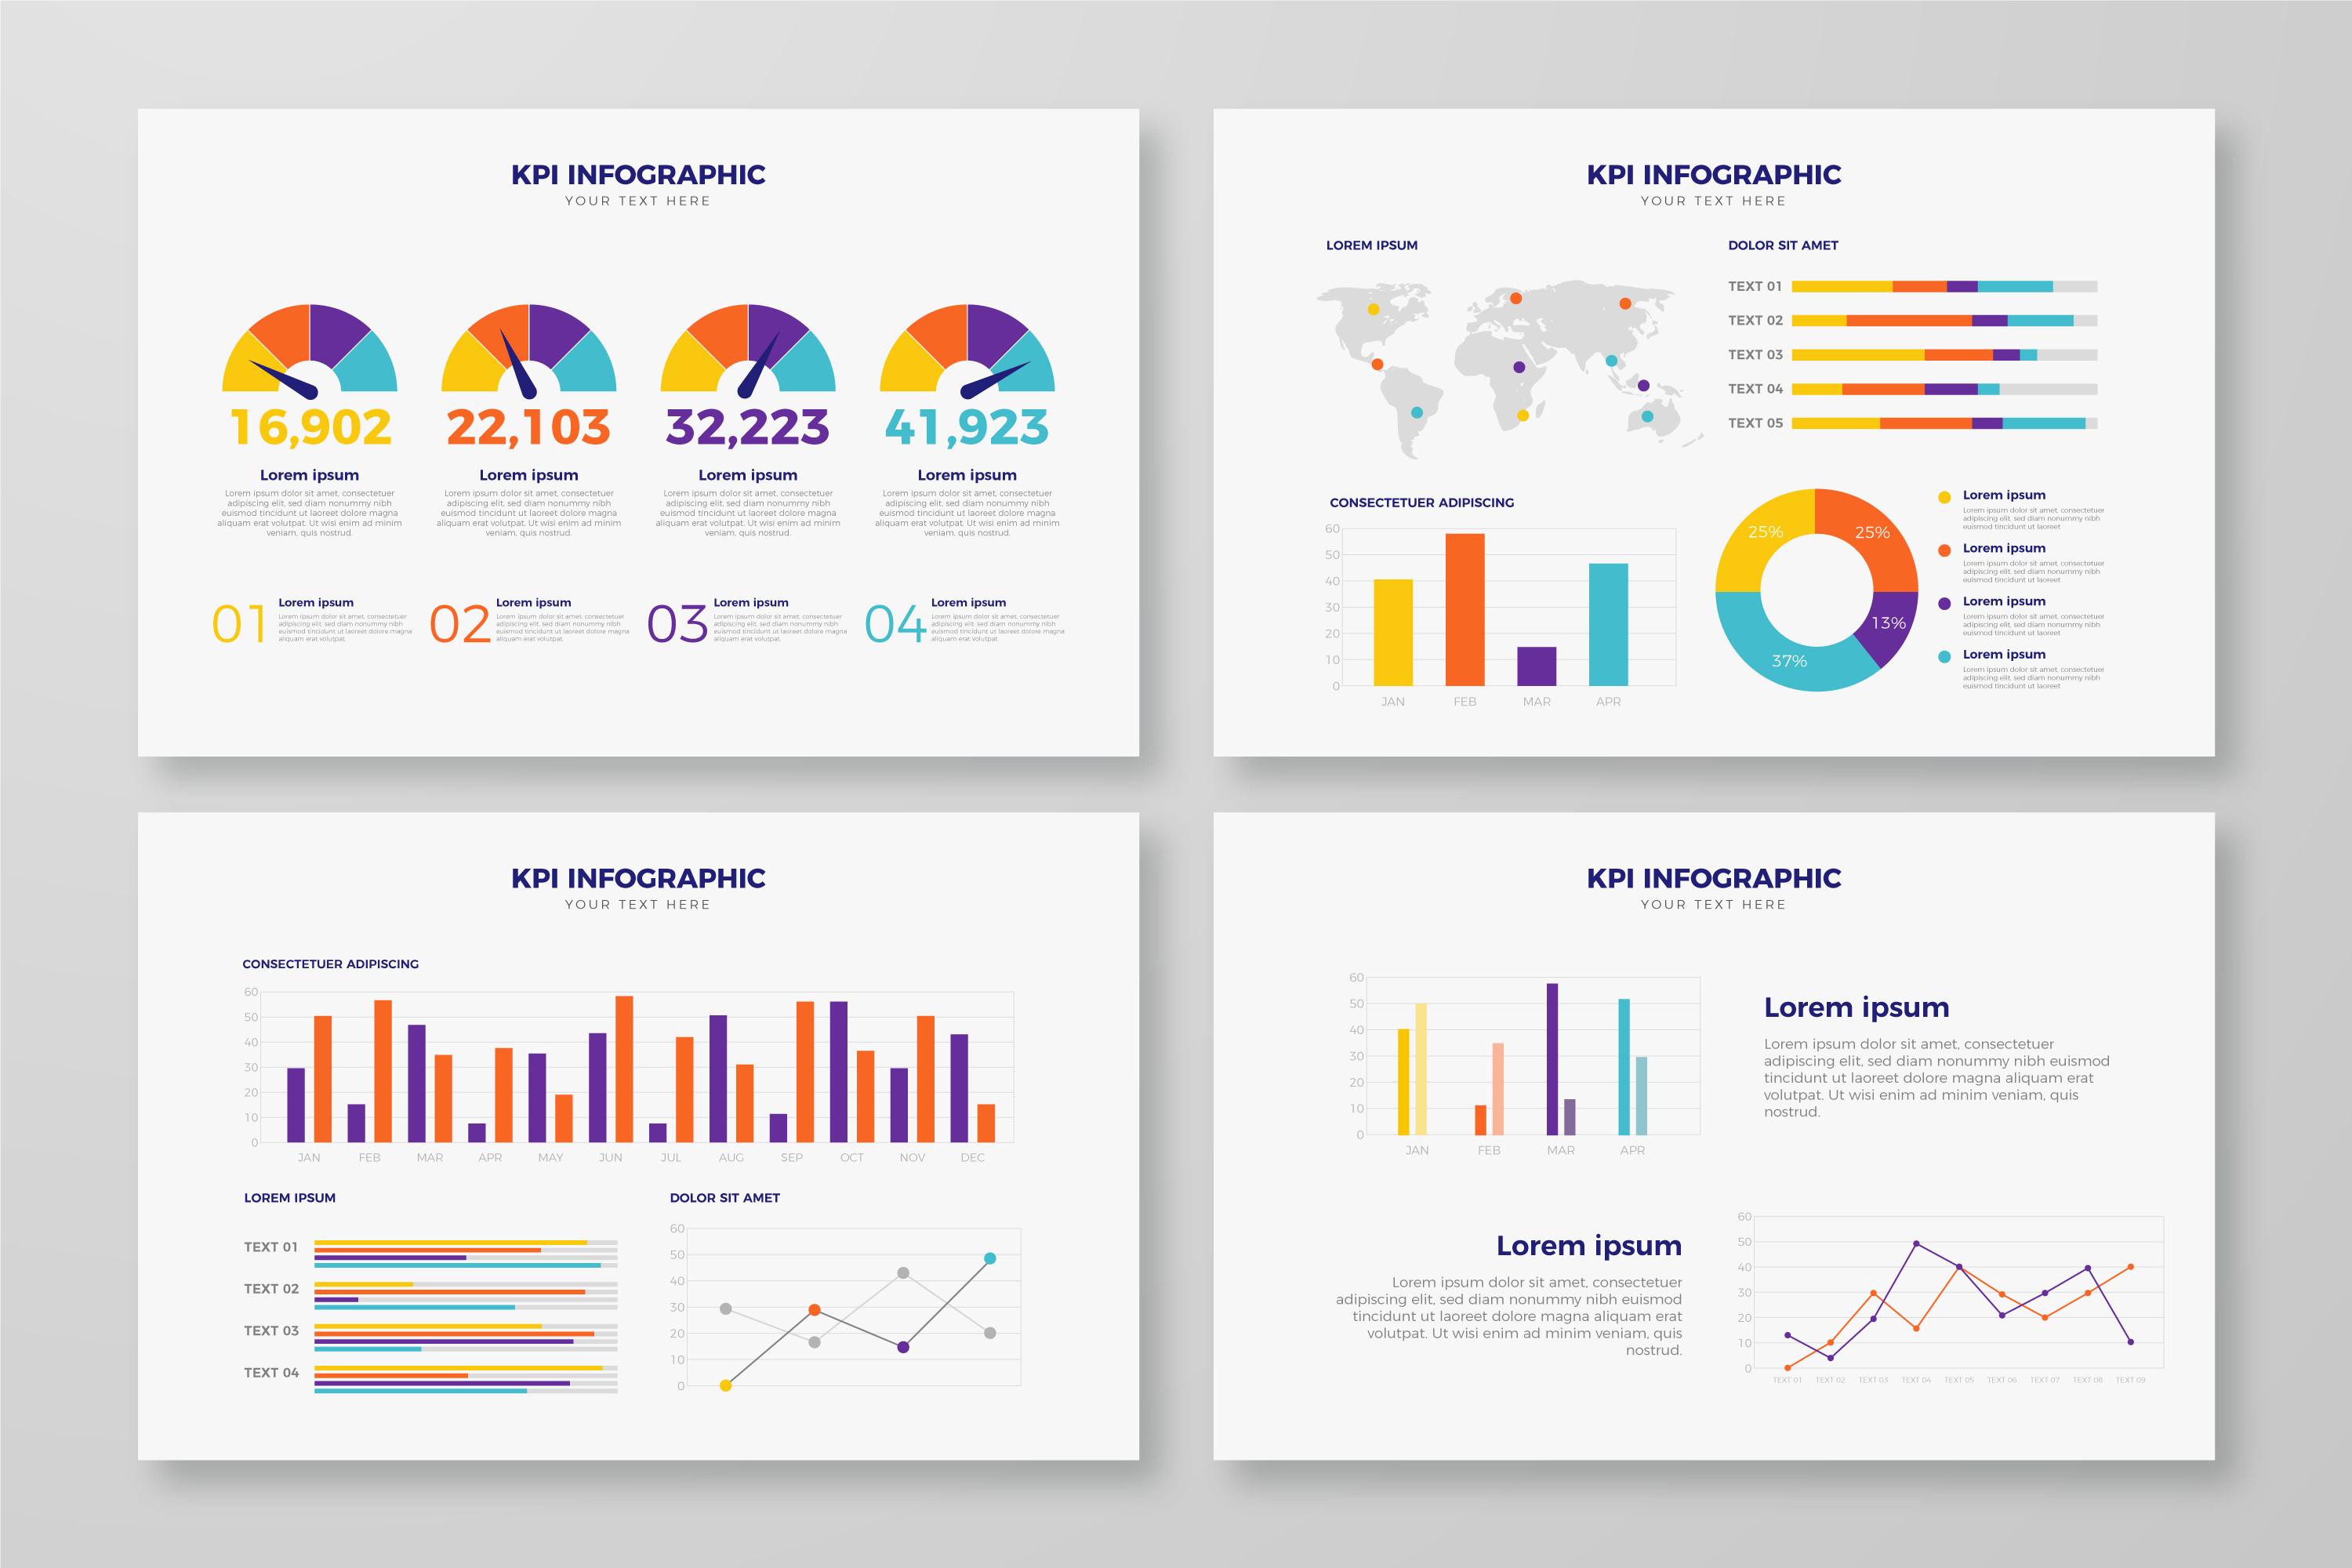 KPI INFOGRAPHIC
YOUR TEXT HERE
16,902
Lorem ipsum
Lorem ipsum dolor sit amet, consectetuer
adipiscing elit, sed diam nonummy nibh
euismod tincidunt ut laoreet dolore magna
aliquam erat volutpat. Ut wisi enim ad minim
veniam, quis nostrud.
22,103
Lorem ipsum
Lorem ipsum dolor sit amet, consectetuer
adipiscing elit, sed diam nonummy nibh
euismod tincidunt ut laoreet dolore magna
aliquam erat volutpat. Ut wisi enim ad minim
veniam, quis nostrud.
32,223
Lorem ipsum
Lorem ipsum dolor sit amet, consectetuer
adipiscing elit, sed diam nonummy nibh
euismod tincidunt ut laoreet dolore magna
aliquam erat volutpat. Ut wisi enim ad minim
veniam, quis nostrud.
41,923
Lorem ipsum
Lorem ipsum dolor sit amet, consectetuer
adipiscing elit, sed diam nonummy nibh
euismod tincidunt ut laoreet dolore magna
aliquam erat volutpat. Ut wisi enim ad minim
veniam, quis nostrud.
01
Lorem ipsum
Lorem ipsum dolor sit amet, consectetuer
adipiscing elit, sed diam nonummy nibh
euismod tincidunt ut laoreet dolore magna
aliquam erat volutpat.
02
Lorem ipsum
Lorem ipsum dolor sit amet, consectetuer
adipiscing elit, sed diam nonummy nibh
euismod tincidunt ut laoreet dolore magna
aliquam erat volutpat.
03
Lorem ipsum
Lorem ipsum dolor sit amet, consectetuer
adipiscing elit, sed diam nonummy nibh
euismod tincidunt ut laoreet dolore magna
aliquam erat volutpat.
04
Lorem ipsum
Lorem ipsum dolor sit amet, consectetuer
adipiscing elit, sed diam nonummy nibh
euismod tincidunt ut laoreet dolore magna
aliquam erat volutpat.
KPI INFOGRAPHIC
YOUR TEXT HERE
LOREM IPSUM
DOLOR SIT AMET
TEXT 01
TEXT 02
TEXT 03
TEXT 04
TEXT 05
CONSECTETUER ADIPISCING
60
50
40
30
20
10
0
JAN FEB MAR APR
25% 25%
13%
37%
Lorem ipsum
Lorem ipsum dolor sit amet, consectetuer
adipiscing elit, sed diam nonummy nibh
euismod tincidunt ut laoreet
Lorem ipsum
Lorem ipsum dolor sit amet, consectetuer
adipiscing elit, sed diam nonummy nibh
euismod tincidunt ut laoreet
Lorem ipsum
Lorem ipsum dolor sit amet, consectetuer
adipiscing elit, sed diam nonummy nibh
euismod tincidunt ut laoreet
Lorem ipsum
Lorem ipsum dolor sit amet, consectetuer
adipiscing elit, sed diam nonummy nibh
euismod tincidunt ut laoreet
KPI INFOGRAPHIC
YOUR TEXT HERE
CONSECTETUER ADIPISCING
60
50
40
30
20
10
0
JAN FEB MAR APR MAY JUN JUL AUG SEP OCT NOV DEC
LOREM IPSUM
TEXT 01
TEXT 02
TEXT 03
TEXT 04
DOLOR SIT AMET
60
50
40
30
20
10
0
KPI INFOGRAPHIC
YOUR TEXT HERE
60
50
40
30
20
10
0
JAN FEB MAR APR
Lorem ipsum
Lorem ipsum dolor sit amet, consectetuer
adipiscing elit, sed diam nonummy nibh euismod
tincidunt ut laoreet dolore magna aliquam erat
volutpat. Ut wisi enim ad minim veniam, quis
nostrud.
Lorem ipsum
Lorem ipsum dolor sit amet, consectetuer
adipiscing elit, sed diam nonummy nibh euismod
tincidunt ut laoreet dolore magna aliquam erat
volutpat. Ut wisi enim ad minim veniam, quis
nostrud.
60
50
40
30
20
10
0
TEXT 01 TEXT 02 TEXT 03 TEXT 04 TEXT 05 TEXT 06 TEXT 07 TEXT 08 TEXT 09